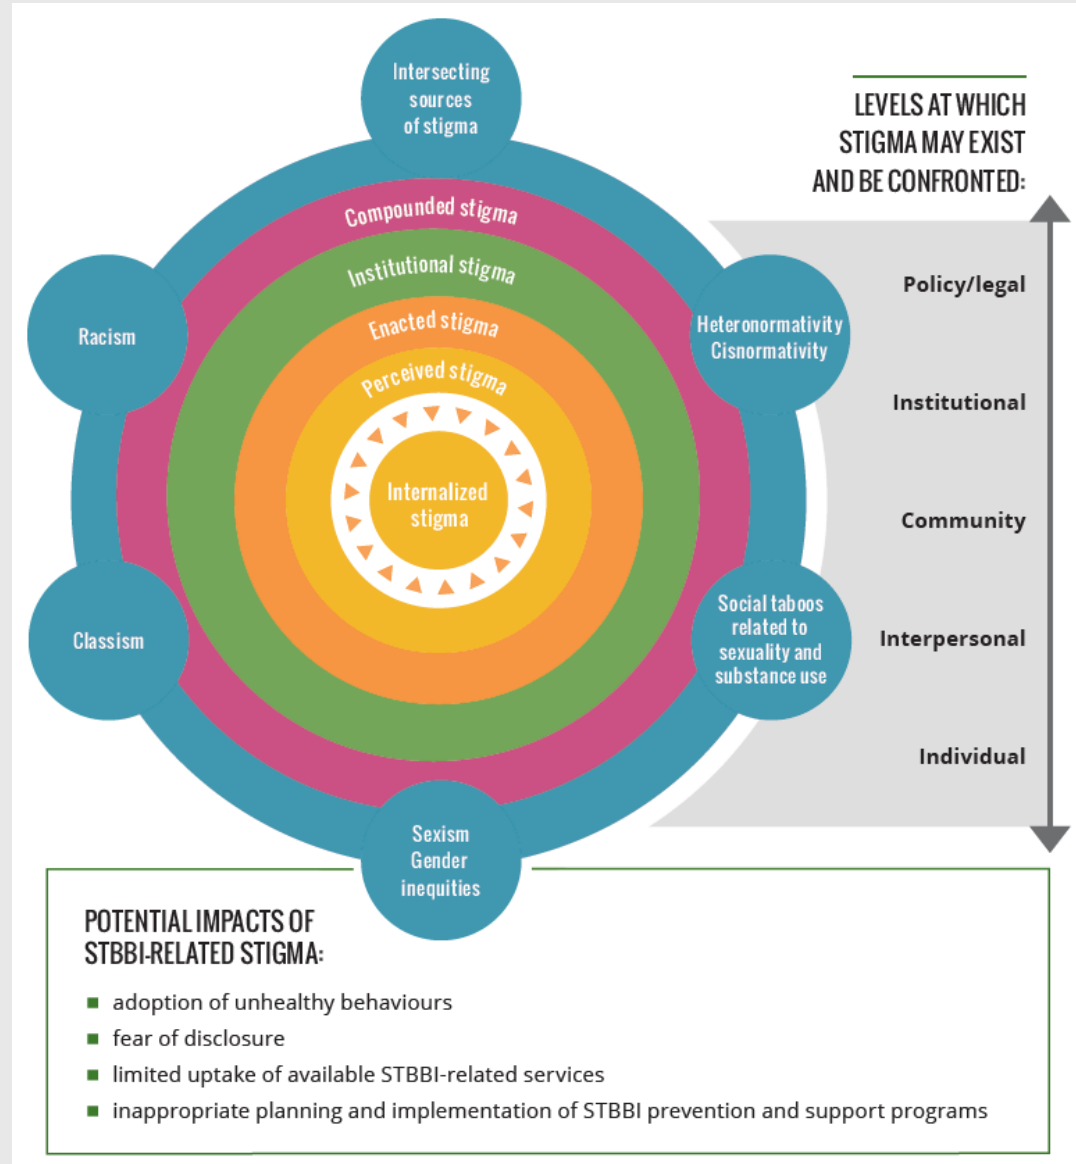 Intersecting
sources
of stigma
LEVELS AT WHICH
STIGMA MAY EXIST
AND BE CONFRONTED:
Compounded stigma
Institutional stigma
Enacted stigma
Perceived stigma
Internalized
stigma
Racism
Heteronormativity
Cisnormativity
Classism
Social taboos
related to
sexuality and
substance use
Sexism
Gender
inequities
Policy/legal
Institutional
Community
Interpersonal
Individual
POTENTIAL IMPACTS OF
STBBI-RELATED STIGMA:
■ adoption of unhealthy behaviours
■ fear of disclosure
■ limited uptake of available STBBI-related services
■ inappropriate planning and implementation of STBBI prevention and support programs